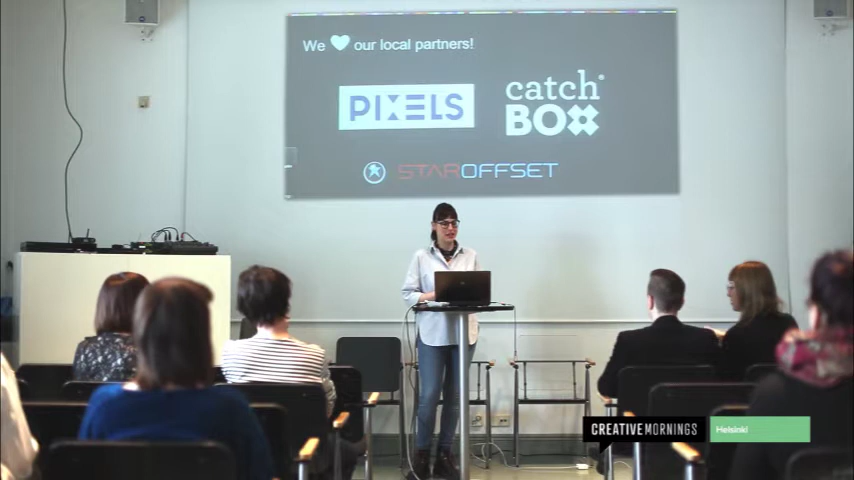 We ❤ our local partners!
PIXELS
catch
BOX
STAROFFSET
CREATIVEMORNINGS
Helsinki